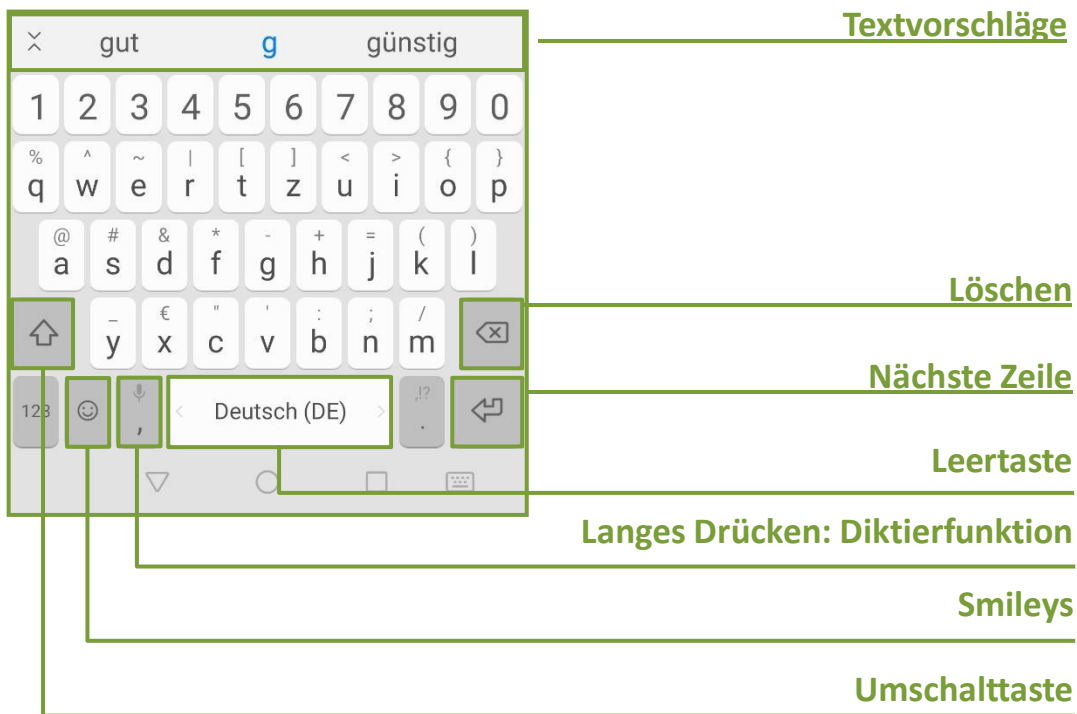 gut g günstig
Textvorschläge
1 2 3 4 5 6 7 8 9 0
% ^ ~ | [ ] < > { }
q w e r t z u i o p
@ # & * - + = ( )
a s d f g h j k l
Löschen
_ € " ' : ; /
y x c v b n m
Nächste Zeile
,!?
123 , Deutsch (DE) .
Leertaste
Langes Drücken: Diktierfunktion
Smileys
Umschalttaste